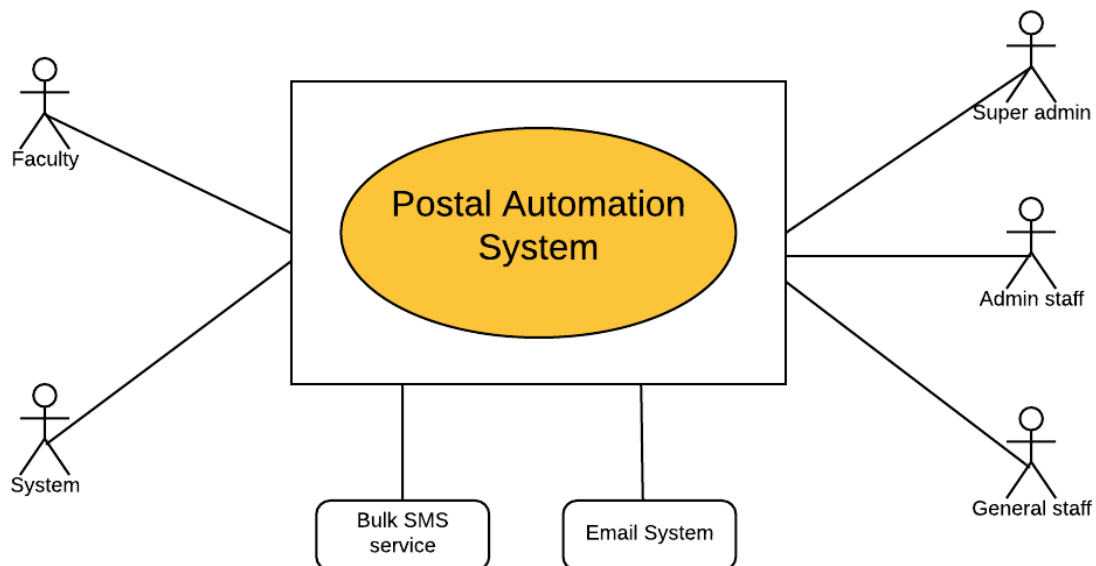 Super admin
Faculty
Postal Automation
System
Admin staff
System
General staff
Bulk SMS
service
Email System